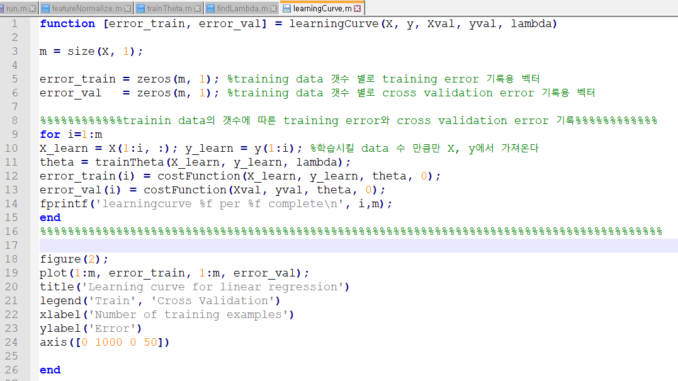 run.m featureNormalize.m trainTheta.m findLambda.m learningCurve.m
1 function [error_train, error_val] = learningCurve(X, y, Xval, yval, lambda)
2
3 m = size(X, 1);
4
5 error_train = zeros(m, 1); %training data 갯수 별로 training error 기록용 벡터
6 error_val   = zeros(m, 1); %training data 갯수 별로 cross validation error 기록용 벡터
7
8 %%%%%%%%%%%%trainin data의 갯수에 따른 training error와 cross validation error 기록%%%%%%%%%%%%
9 for i=1:m
10 X_learn = X(1:i, :); y_learn = y(1:i); %학습시킬 data 수 만큼만 X, y에서 가져온다
11 theta = trainTheta(X_learn, y_learn, lambda);
12 error_train(i) = costFunction(X_learn, y_learn, theta, 0);
13 error_val(i) = costFunction(Xval, yval, theta, 0);
14 fprintf('learningcurve %f per %f complete\n', i,m);
15 end
16 %%%%%%%%%%%%%%%%%%%%%%%%%%%%%%%%%%%%%%%%%%%%%%%%%%%%%%%%%%%%%%%%%%%%%%%%%%%%%%%%%%%%%%%%%%
17
18 figure(2);
19 plot(1:m, error_train, 1:m, error_val);
20 title('Learning curve for linear regression')
21 legend('Train', 'Cross Validation')
22 xlabel('Number of training examples')
23 ylabel('Error')
24 axis([0 1000 0 50])
25
26 end